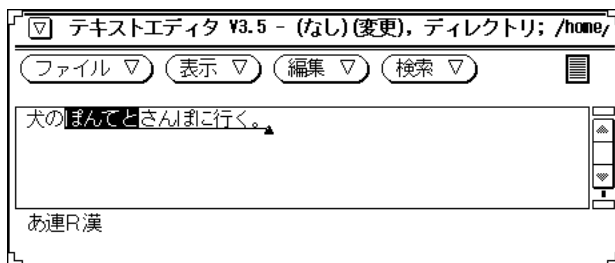 テキストエディタ V3.5 - (なし)(変更), ディレクトリ; /home/
ファイル ▽ 表示 ▽ 編集 ▽ 検索 ▽
犬のぽんてとさんぽに行く。
あ連R漢